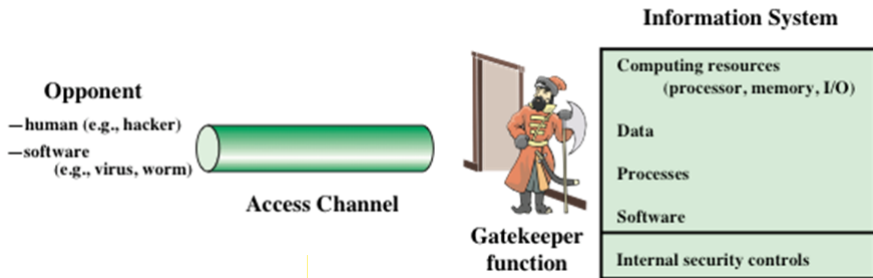 Information System
Opponent
—human (e.g., hacker)
—software
(e.g., virus, worm)
Access Channel
Gatekeeper
function
Computing resources
(processor, memory, I/O)
Data
Processes
Software
Internal security controls